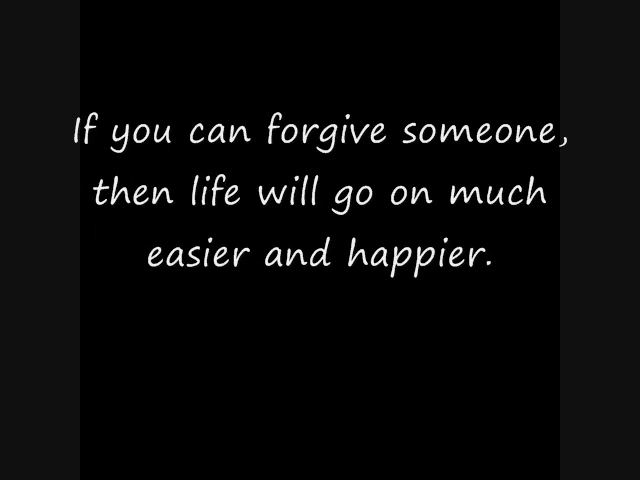 If you can forgive someone,
then life will go on much
easier and happier.